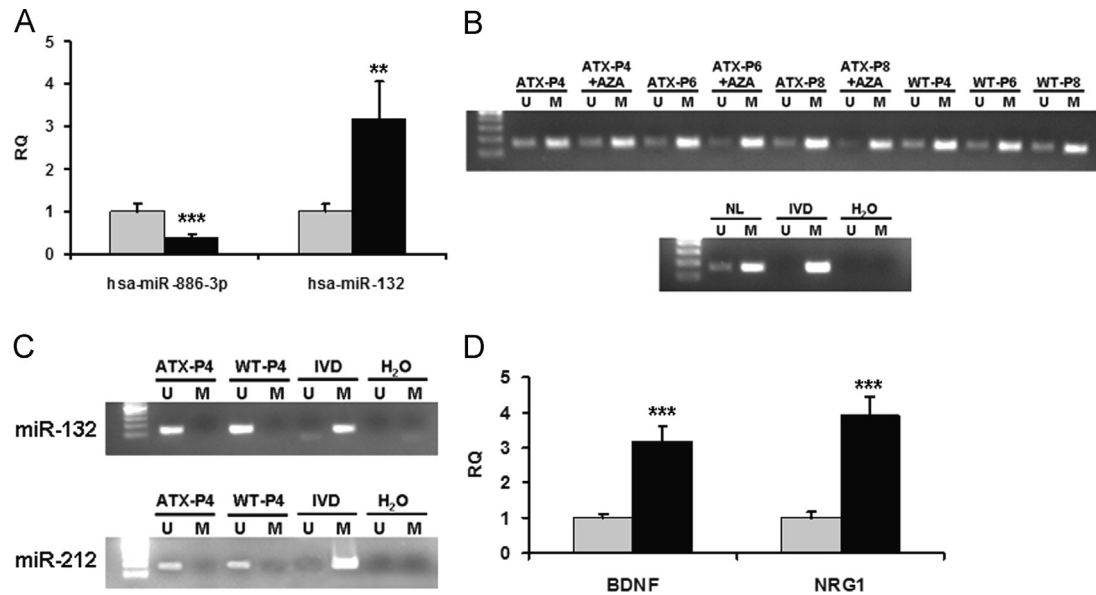 A
5
4
3
2
1
0
RQ
**
***
hsa-miR-886-3p
hsa-miR-132
B
ATX-P4
ATX-P4
+AZA
ATX-P6
ATX-P6
+AZA
ATX-P8
ATX-P8
+AZA
WT-P4
WT-P6
WT-P8
U M U M U M U M U M U M U M U M U M
NL IVD H₂O
U M U M U M
C
ATX-P4 WT-P4 IVD H₂O
U M U M U M U M
miR-132
ATX-P4 WT-P4 IVD H₂O
U M U M U M U M
miR-212
D
5
4
3
2
1
0
RQ
***
***
BDNF
NRG1